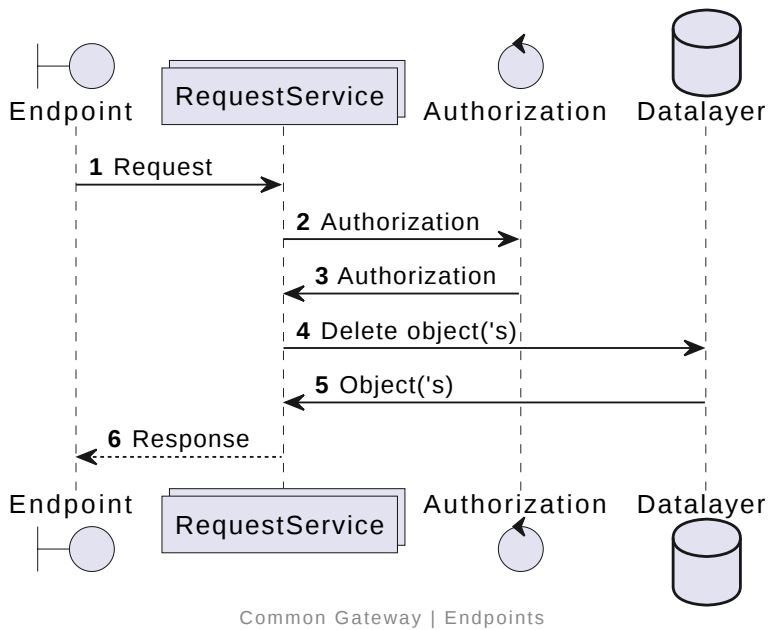 Endpoint
RequestService
Authorization
Datalayer
1 Request
2 Authorization
3 Authorization
4 Delete object('s)
5 Object('s)
6 Response
Endpoint
RequestService
Authorization
Datalayer
Common Gateway | Endpoints